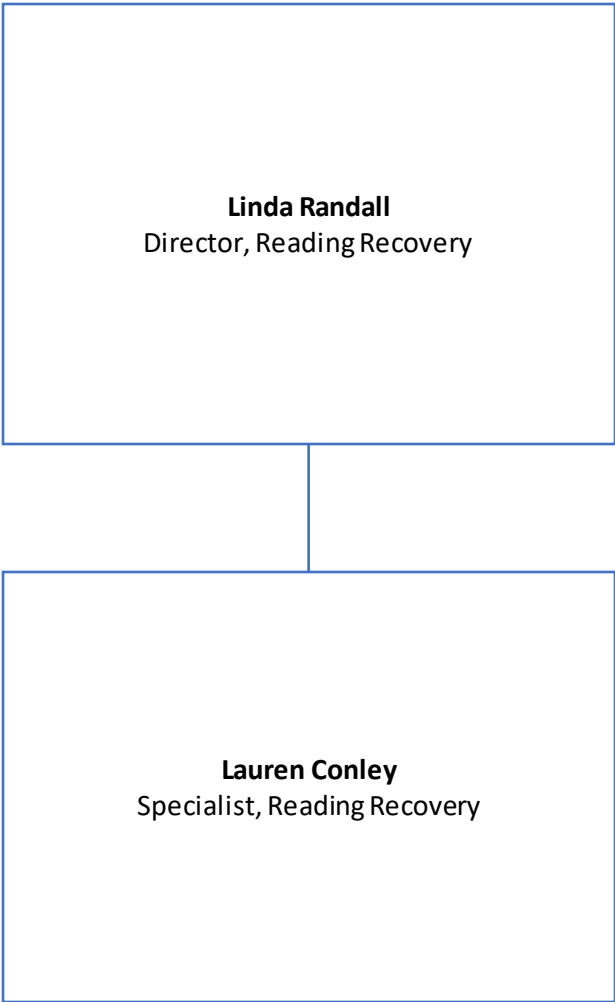 Linda Randall
Director, Reading Recovery
Lauren Conley
Specialist, Reading Recovery